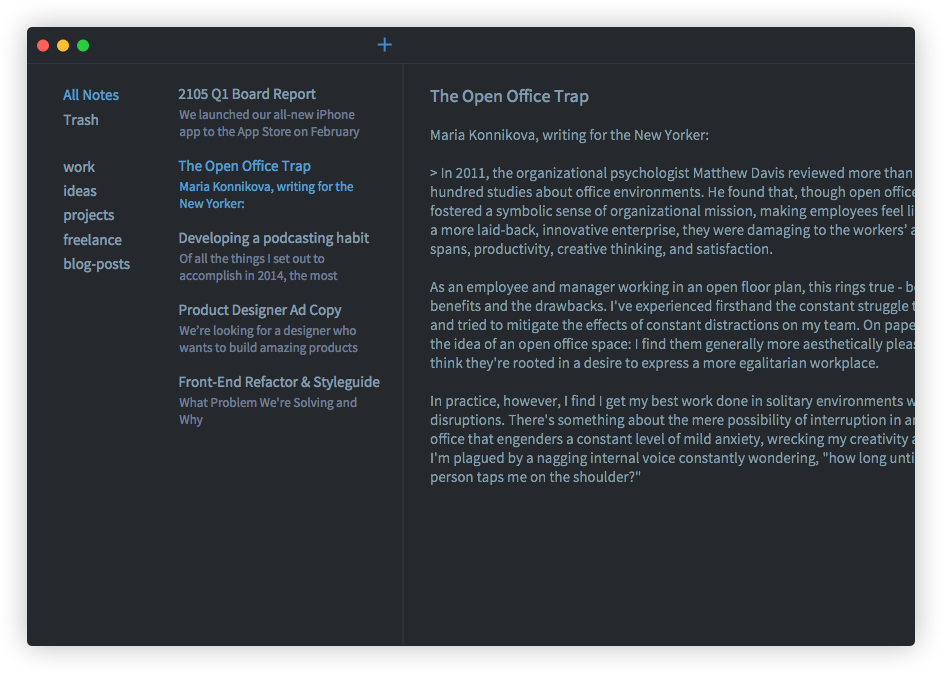 +
All Notes
Trash
work
ideas
projects
freelance
blog-posts
2105 Q1 Board Report
We launched our all-new iPhone
app to the App Store on February
The Open Office Trap
Maria Konnikova, writing for the
New Yorker:
Developing a podcasting habit
Of all the things I set out to
accomplish in 2014, the most
Product Designer Ad Copy
We're looking for a designer who
wants to build amazing products
Front-End Refactor & Styleguide
What Problem We're Solving and
Why
The Open Office Trap
Maria Konnikova, writing for the New Yorker:
> In 2011, the organizational psychologist Matthew Davis reviewed more than
hundred studies about office environments. He found that, though open office
fostered a symbolic sense of organizational mission, making employees feel li
a more laid-back, innovative enterprise, they were damaging to the workers' a
spans, productivity, creative thinking, and satisfaction.
As an employee and manager working in an open floor plan, this rings true - b
benefits and the drawbacks. I've experienced firsthand the constant struggle t
and tried to mitigate the effects of constant distractions on my team. On pape
the idea of an open office space: I find them generally more aesthetically pleas
think they're rooted in a desire to express a more egalitarian workplace.
In practice, however, I find I get my best work done in solitary environments w
disruptions. There's something about the mere possibility of interruption in an
office that engenders a constant level of mild anxiety, wrecking my creativity a
I'm plagued by a nagging internal voice constantly wondering, "how long unti
person taps me on the shoulder?"